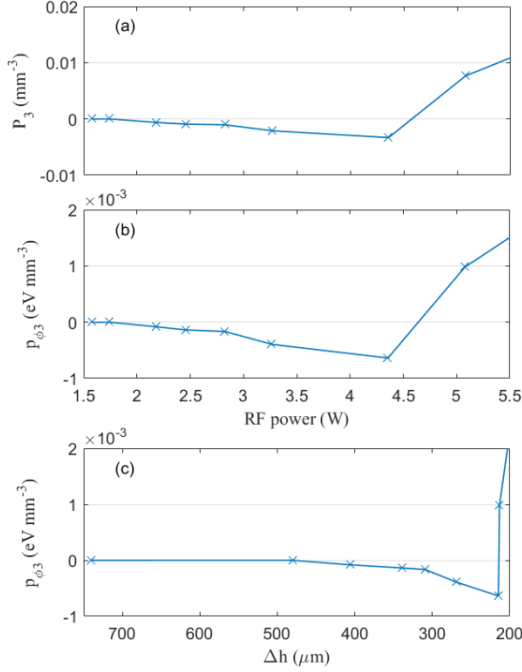 (a)
P3 (mm-3)
0.02
0.01
0
-0.01
×10-3
(b)
pϕ3 (eV mm-3)
2
1
0
-1
1.5 2 2.5 3 3.5 4 4.5 5 5.5
RF power (W)
×10-3
(c)
pϕ3 (eV mm-3)
2
1
0
-1
700 600 500 400 300 200
Δh (μm)